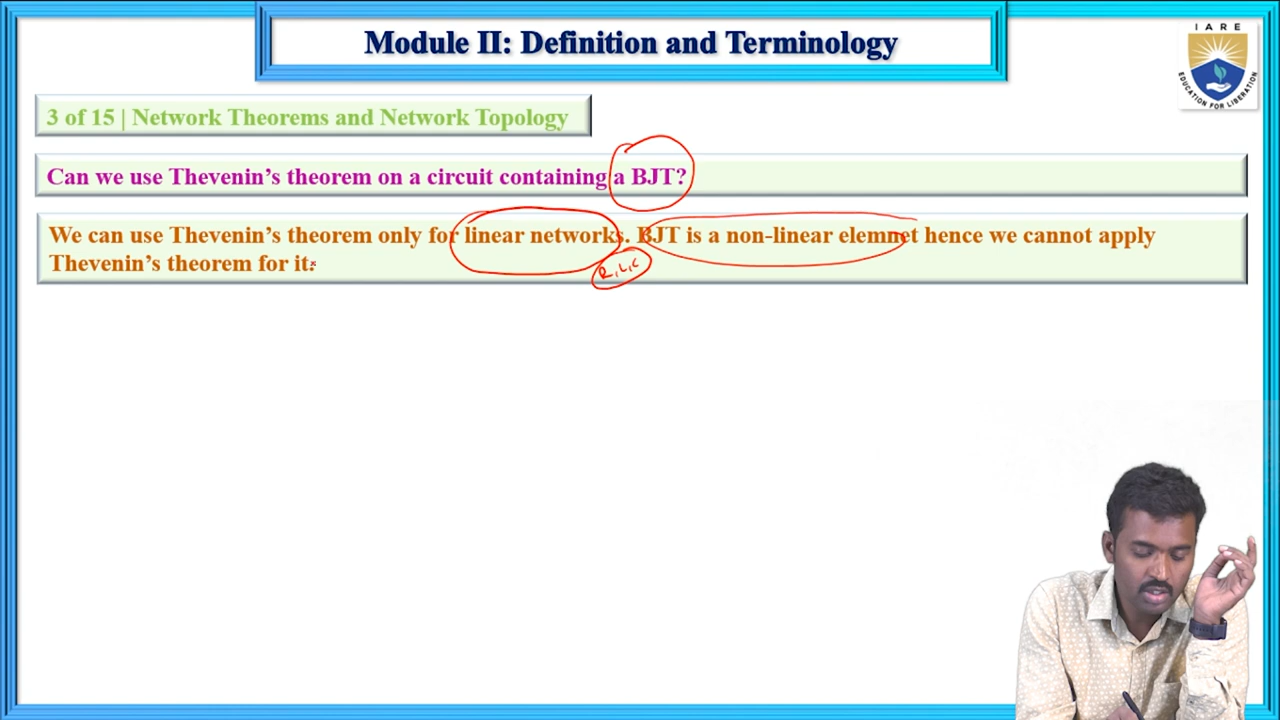 Module II: Definition and Terminology
I A R E
EDUCATION FOR LIBERATION
3 of 15 | Network Theorems and Network Topology
Can we use Thevenin's theorem on a circuit containing a BJT?
We can use Thevenin's theorem only for linear networks. BJT is a non-linear elemnet hence we cannot apply
Thevenin's theorem for it.
R, L, C